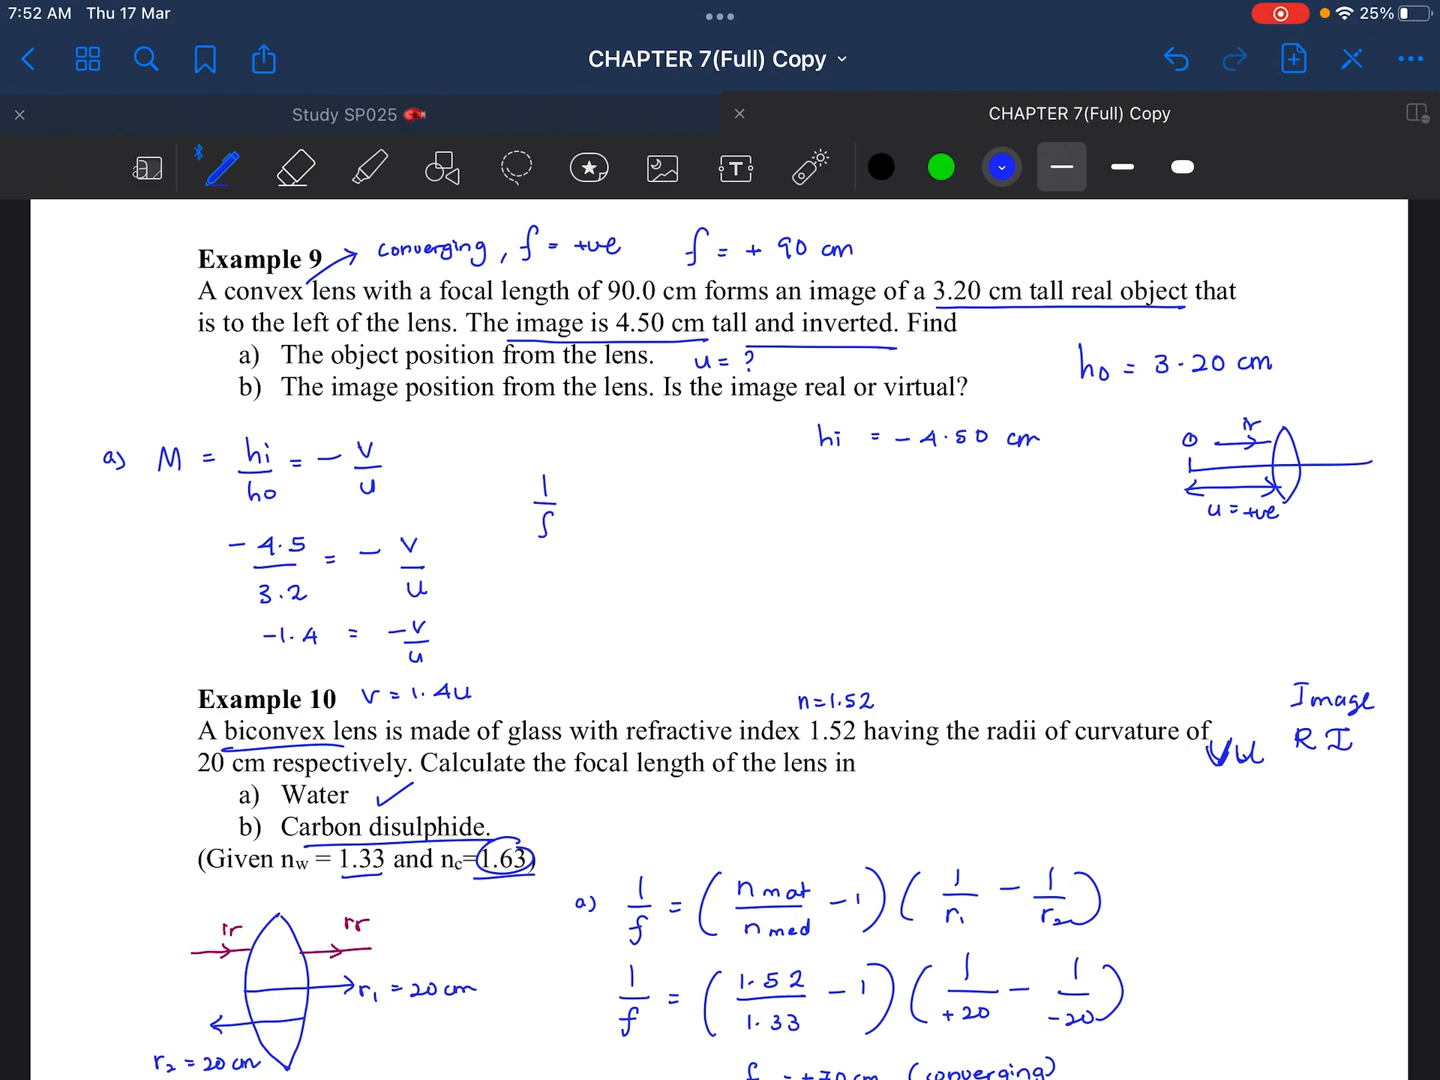 7:52 AM Thu 17 Mar
25%
CHAPTER 7(Full) Copy
Study SP025
CHAPTER 7(Full) Copy
Example 9 converging, f = +ve f = + 90 cm
A convex lens with a focal length of 90.0 cm forms an image of a 3.20 cm tall real object that
is to the left of the lens. The image is 4.50 cm tall and inverted. Find
a) The object position from the lens. u = ?
b) The image position from the lens. Is the image real or virtual?
ho = 3.20 cm
hi = - 4.50 cm
O ir
u = +ve
a) M = hi/ho = - v/u
1/f
- 4.5/3.2 = - v/u
-1.4 = -v/u
Example 10 v = 1.4u n = 1.52
A biconvex lens is made of glass with refractive index 1.52 having the radii of curvature of
20 cm respectively. Calculate the focal length of the lens in
a) Water ✓
b) Carbon disulphide.
(Given nw = 1.33 and nc=1.63)
Image
R I
VU
ir rr
r1 = 20 cm
r2 = 20 cm
a) 1/f = (n mat/n med - 1)(1/r1 - 1/r2)
1/f = (1.52/1.33 - 1)(1/+20 - 1/-20)
f = +70 cm (converging)